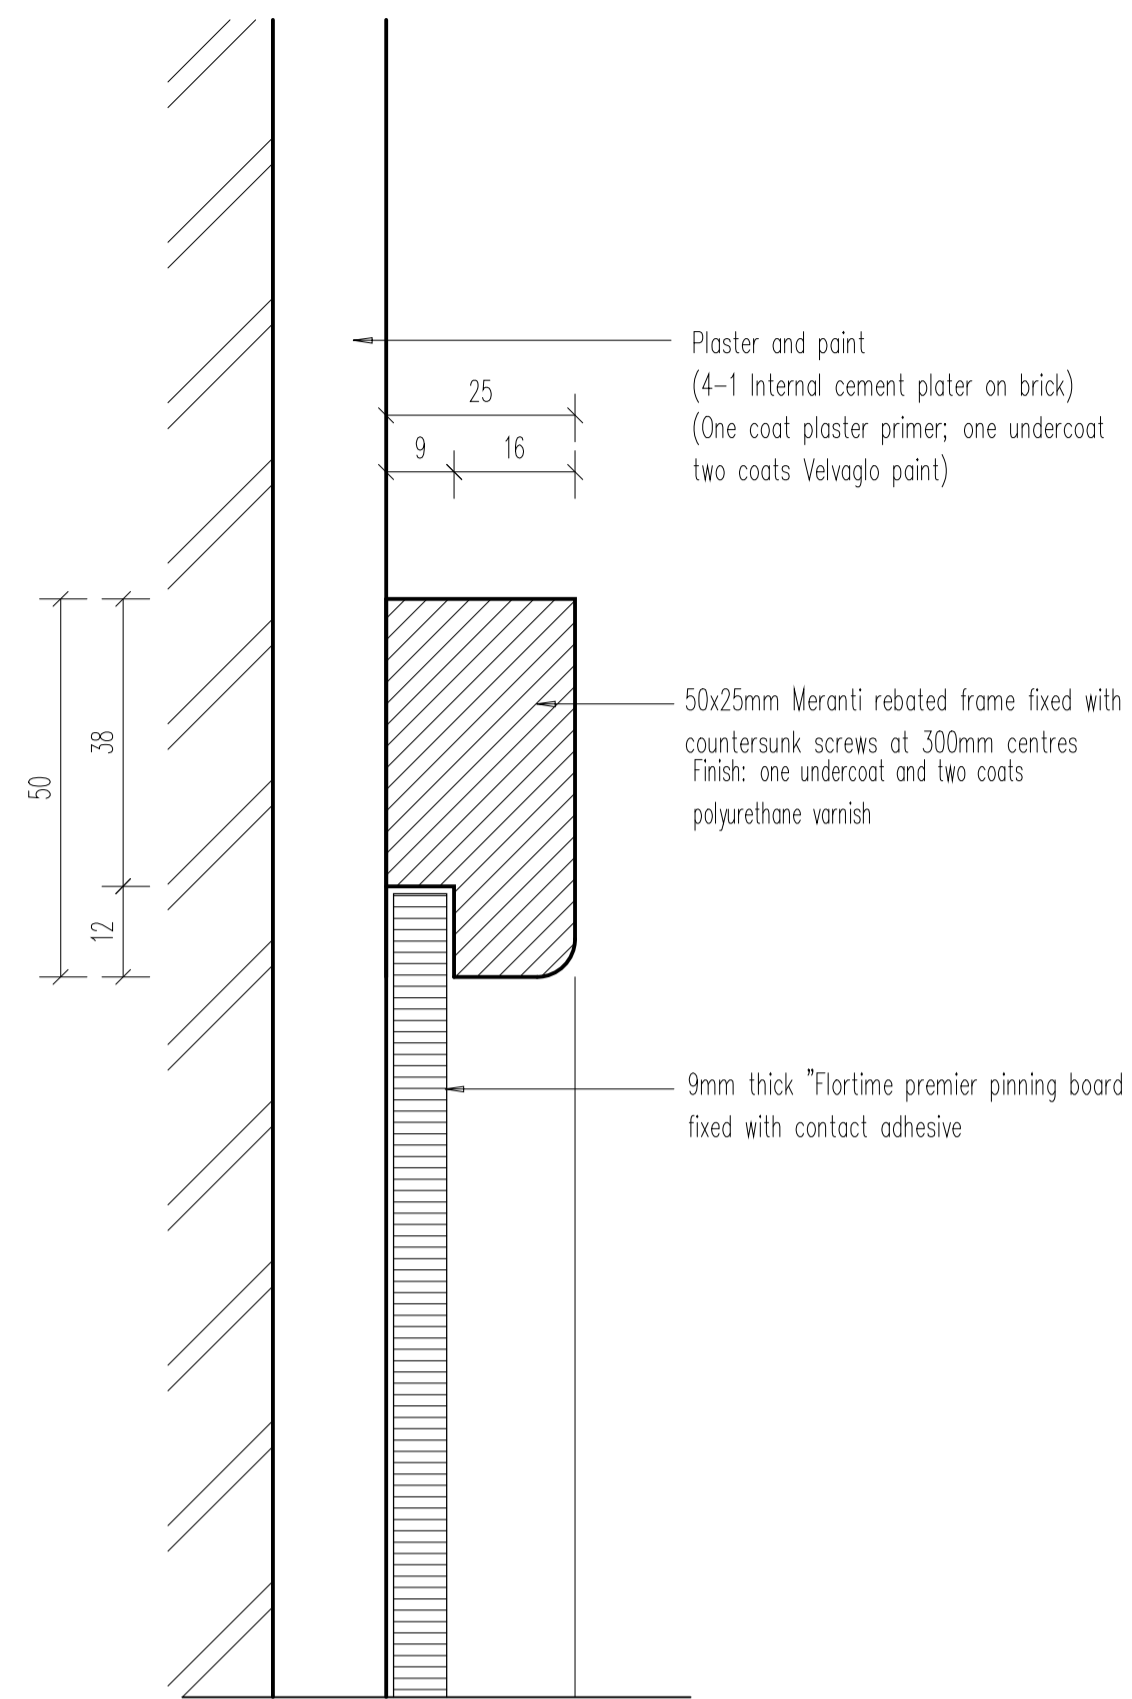 Plaster and paint
(4-1 Internal cement plater on brick)
(One coat plaster primer; one undercoat
two coats Velvaglo paint)
25
9
16
50x25mm Meranti rebated frame fixed with
countersunk screws at 300mm centres
Finish: one undercoat and two coats
polyurethane varnish
50
38
12
9mm thick "Flortime premier pinning board
fixed with contact adhesive